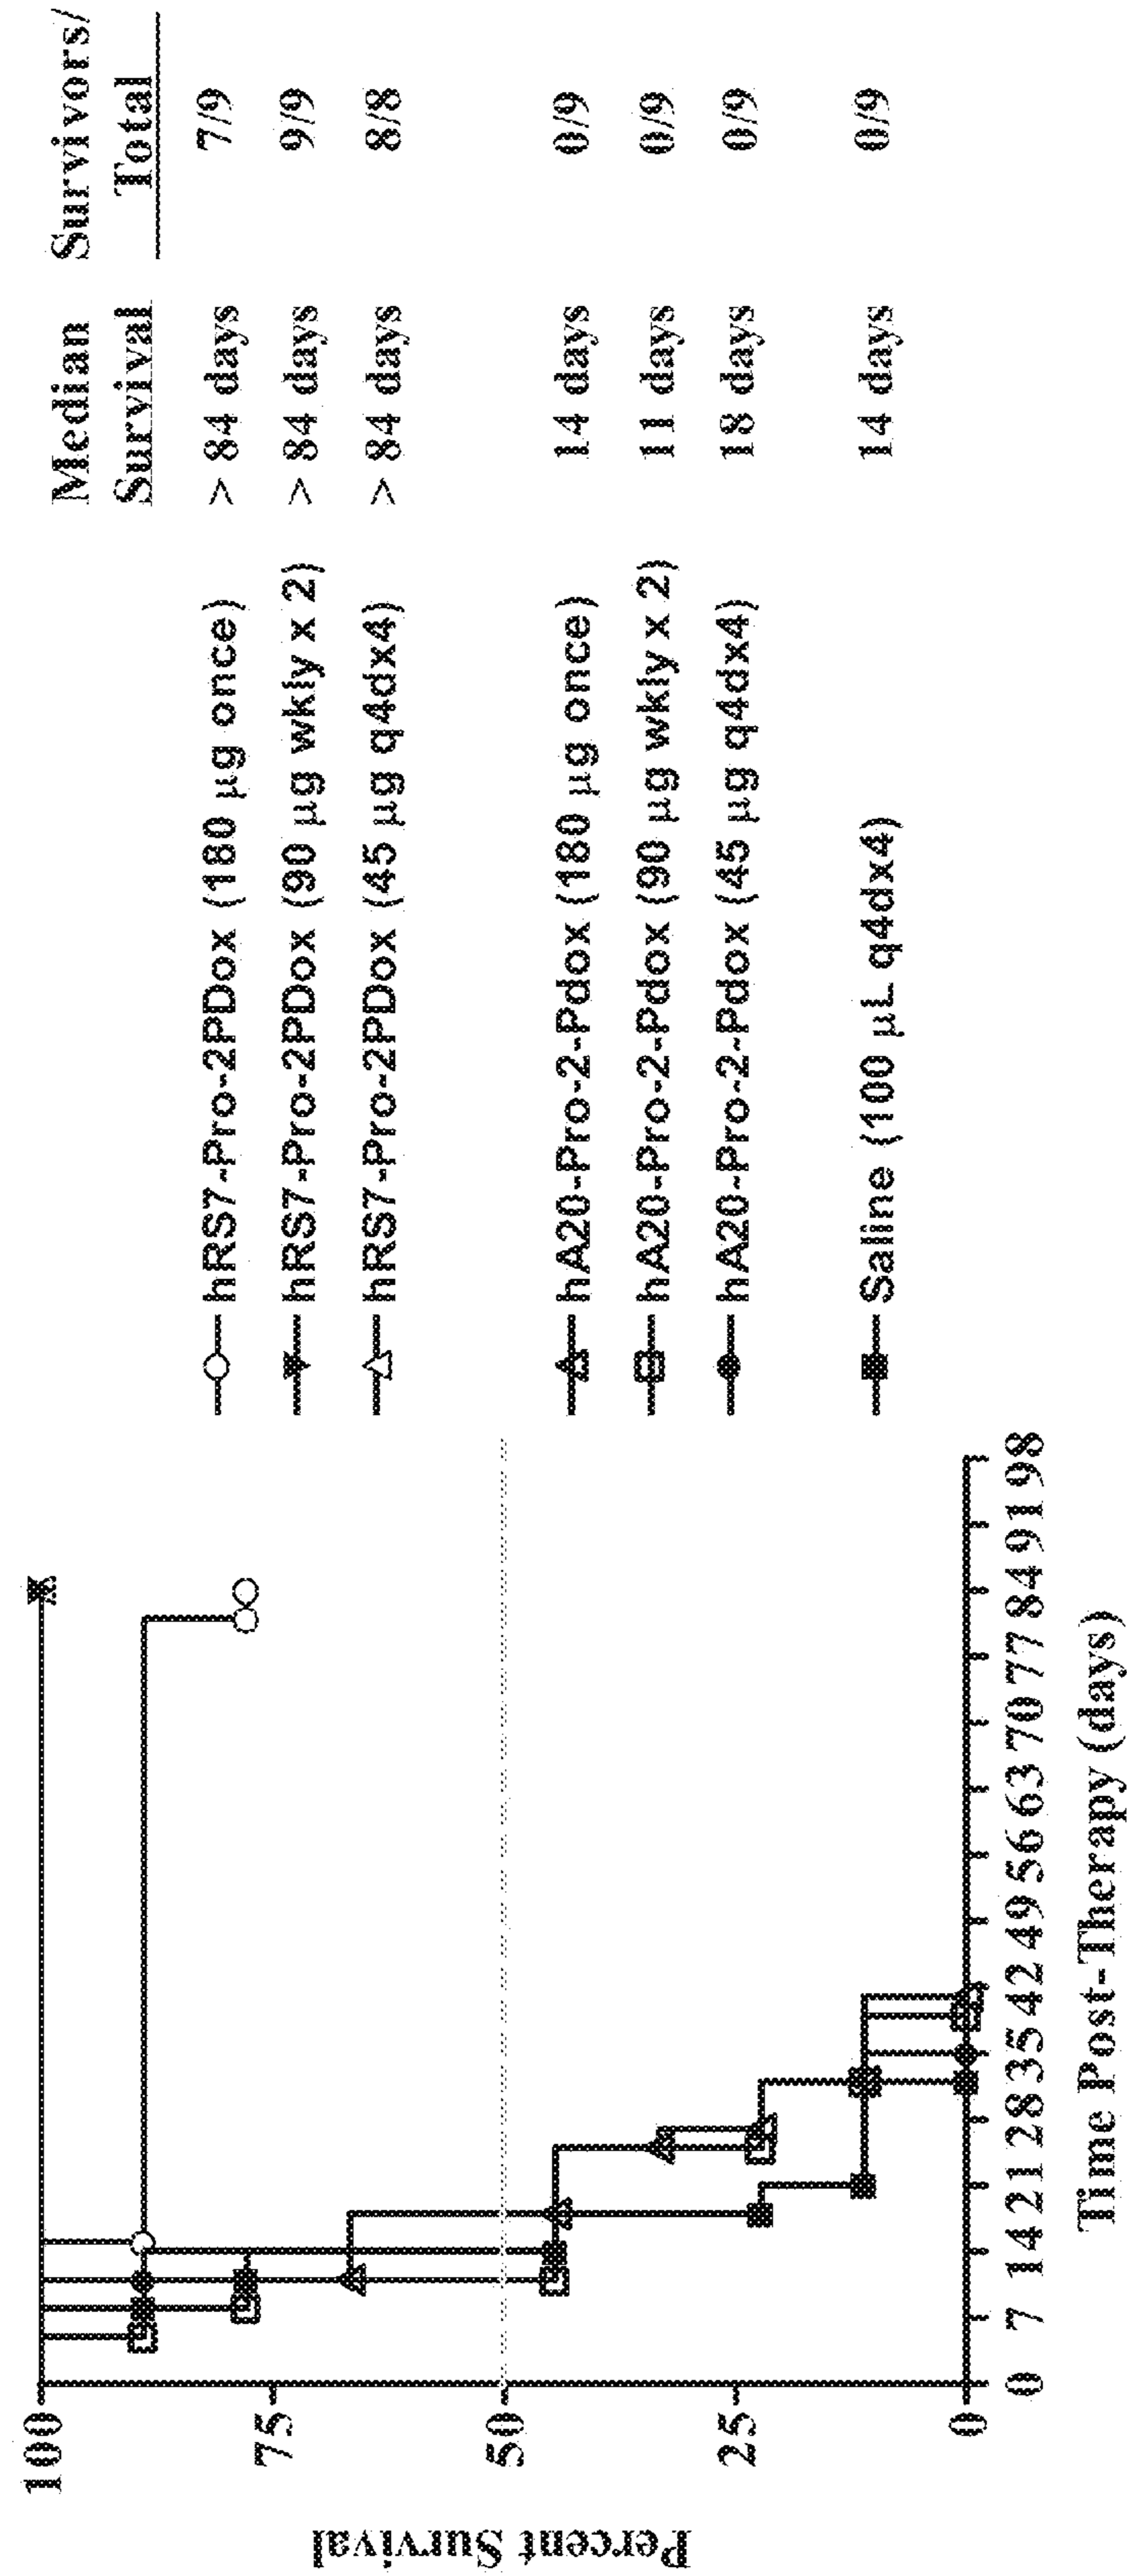 Median Survivors/
Survival Total
hRS7-Pro-2PDox (180 µg once) > 84 days 7/9
hRS7-Pro-2PDox (90 µg wkly x 2) > 84 days 9/9
hRS7-Pro-2PDox (45 µg q4dx4) > 84 days 8/8
hA20-Pro-2-Pdox (180 µg once) 14 days 0/9
hA20-Pro-2-Pdox (90 µg wkly x 2) 11 days 0/9
hA20-Pro-2-Pdox (45 µg q4dx4) 18 days 0/9
Saline (100 µL q4dx4) 14 days 0/9
Percent Survival
100
75
50
25
0
0 7 14 21 28 35 42 49 56 63 70 77 84 91 98
Time Post-Therapy (days)